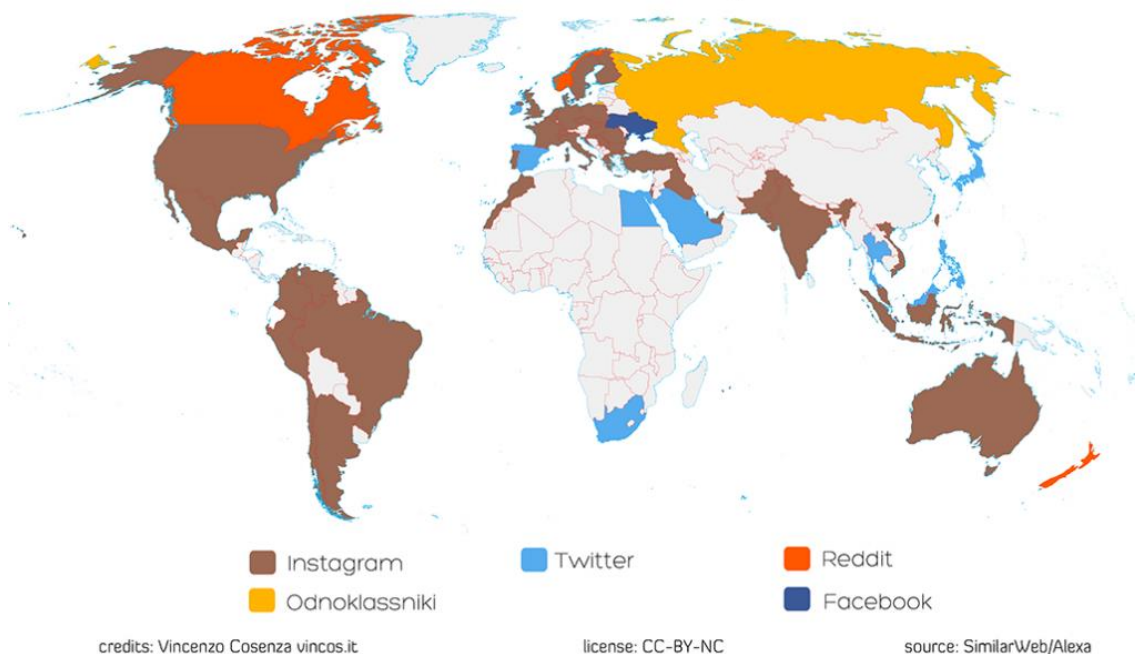 Instagram
Twitter
Reddit
Odnoklassniki
Facebook
credits: Vincenzo Cosenza vincos.it
license: CC-BY-NC
source: SimilarWeb/Alexa